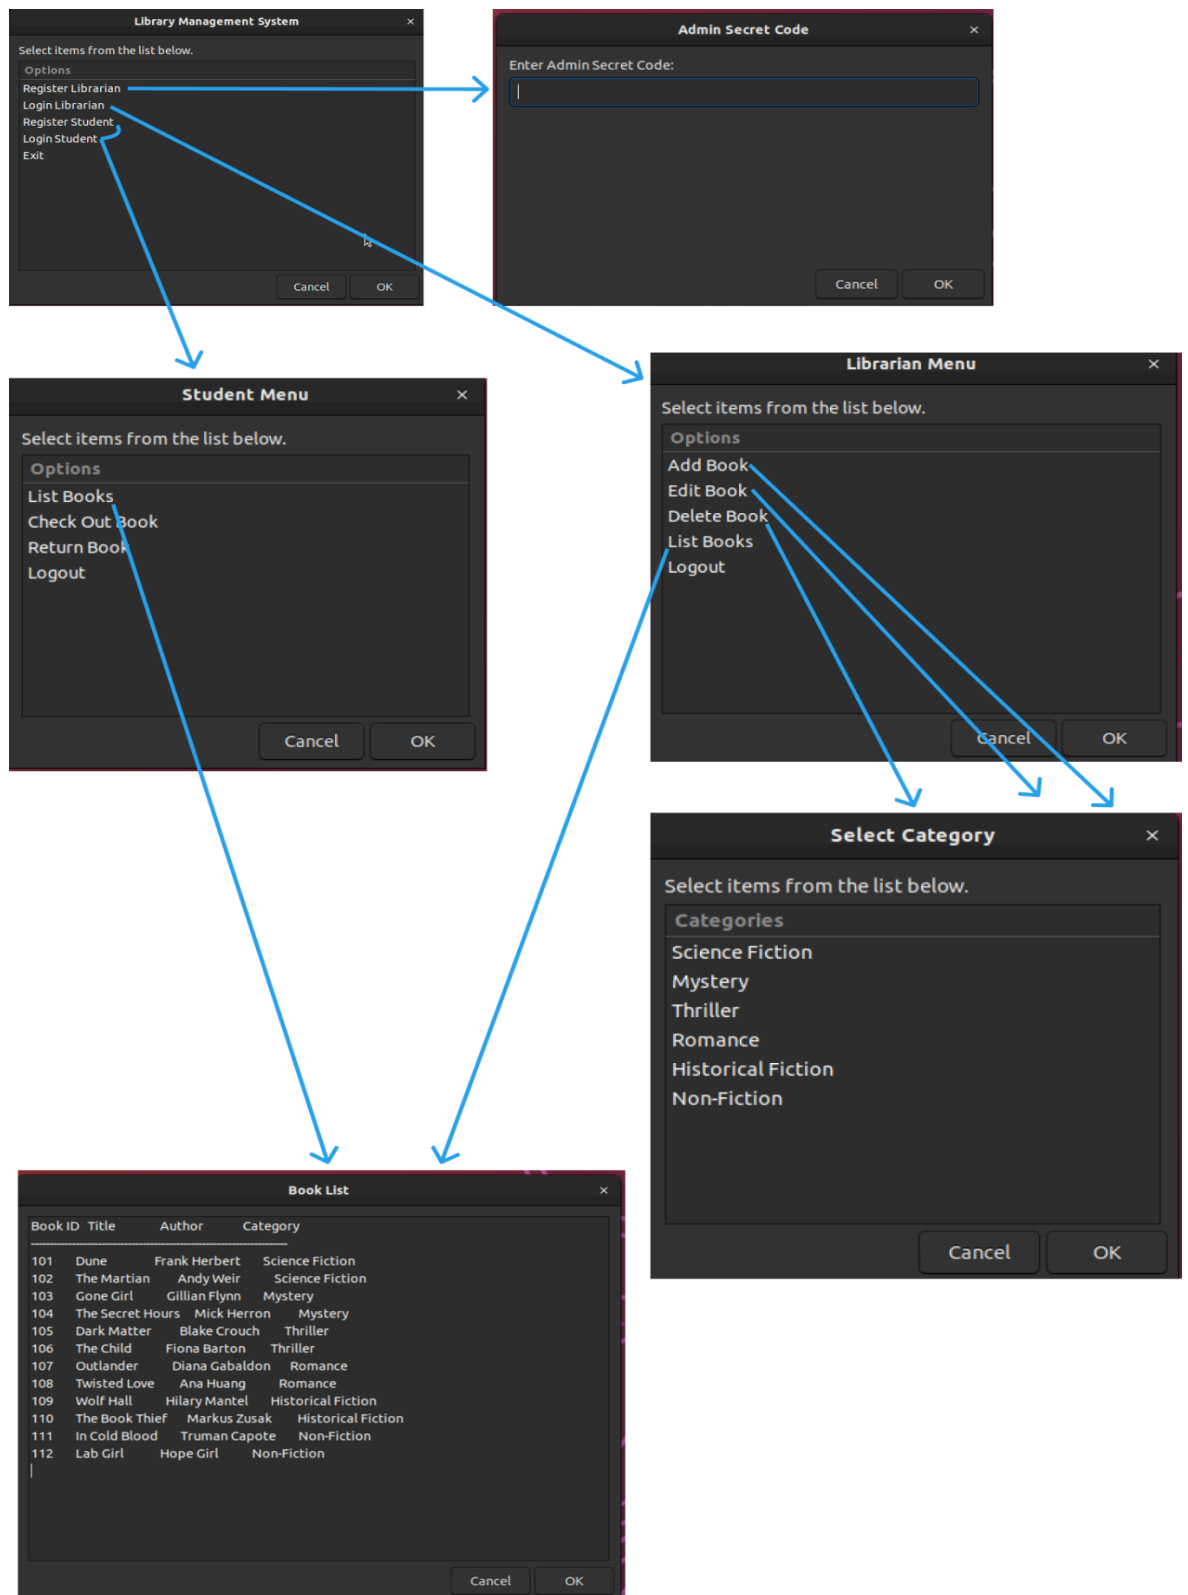 Library Management System ×
Select items from the list below.
Options
Register Librarian
Login Librarian
Register Student
Login Student
Exit
Cancel OK
Admin Secret Code ×
Enter Admin Secret Code:
Cancel OK
Student Menu ×
Select items from the list below.
Options
List Books
Check Out Book
Return Book
Logout
Cancel OK
Librarian Menu ×
Select items from the list below.
Options
Add Book
Edit Book
Delete Book
List Books
Logout
Cancel OK
Select Category ×
Select items from the list below.
Categories
Science Fiction
Mystery
Thriller
Romance
Historical Fiction
Non-Fiction
Cancel OK
Book List ×
Book ID Title Author Category
101 Dune Frank Herbert Science Fiction
102 The Martian Andy Weir Science Fiction
103 Gone Girl Gillian Flynn Mystery
104 The Secret Hours Mick Herron Mystery
105 Dark Matter Blake Crouch Thriller
106 The Child Fiona Barton Thriller
107 Outlander Diana Gabaldon Romance
108 Twisted Love Ana Huang Romance
109 Wolf Hall Hilary Mantel Historical Fiction
110 The Book Thief Markus Zusak Historical Fiction
111 In Cold Blood Truman Capote Non-Fiction
112 Lab Girl Hope Girl Non-Fiction
Cancel OK